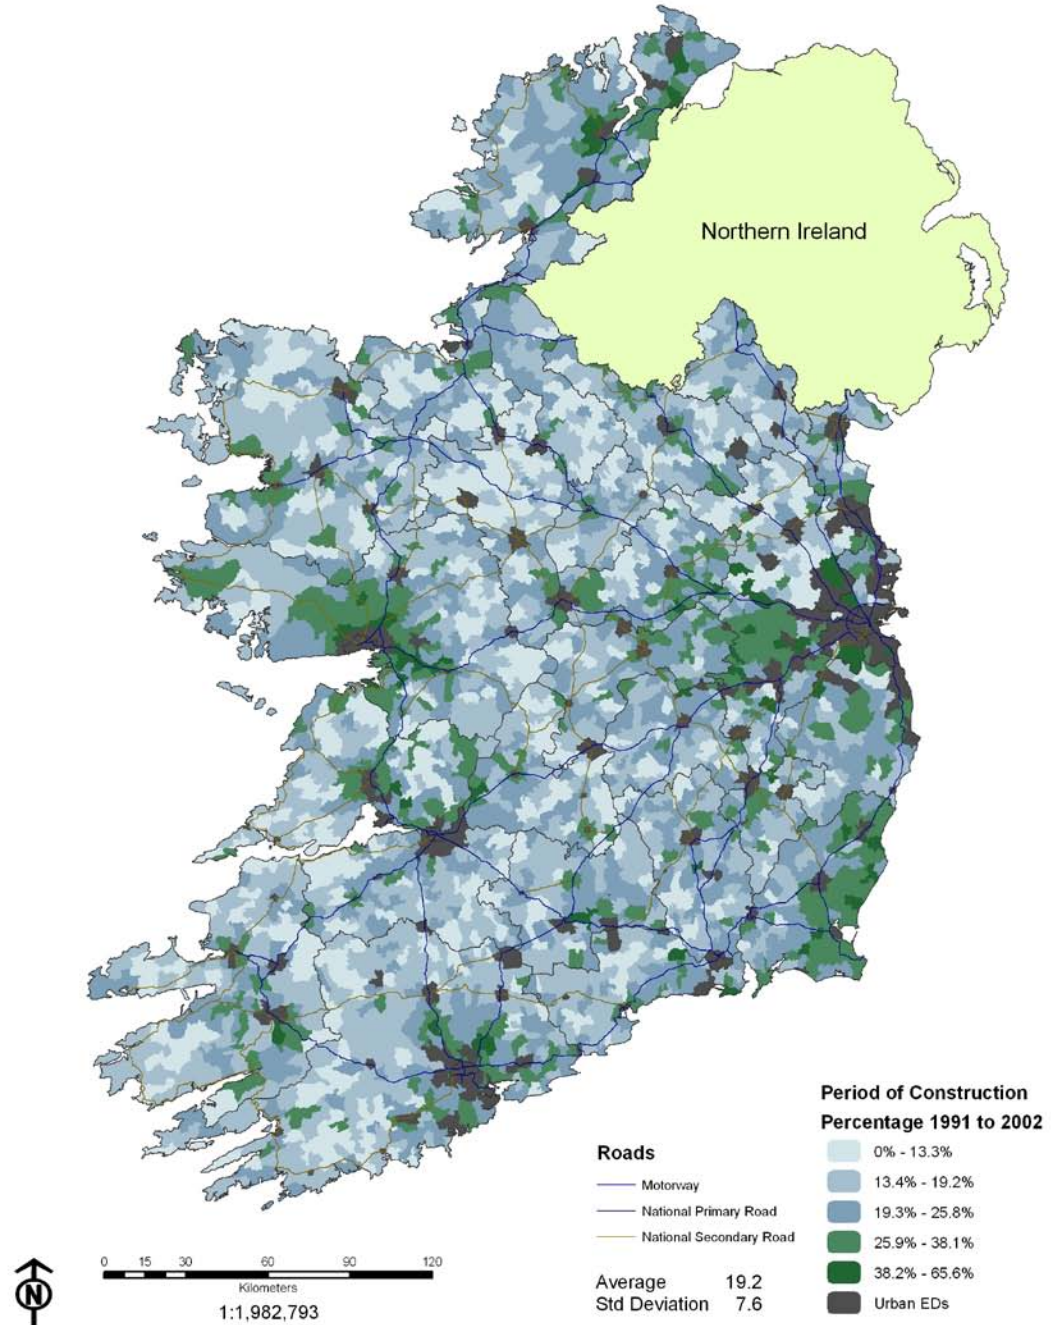 Northern Ireland
Period of Construction
Percentage 1991 to 2002
0% - 13.3%
13.4% - 19.2%
19.3% - 25.8%
25.9% - 38.1%
38.2% - 65.6%
Urban EDs
Roads
Motorway
National Primary Road
National Secondary Road
Average 19.2
Std Deviation 7.6
0 15 30 60 90 120
Kilometers
1:1,982,793
N